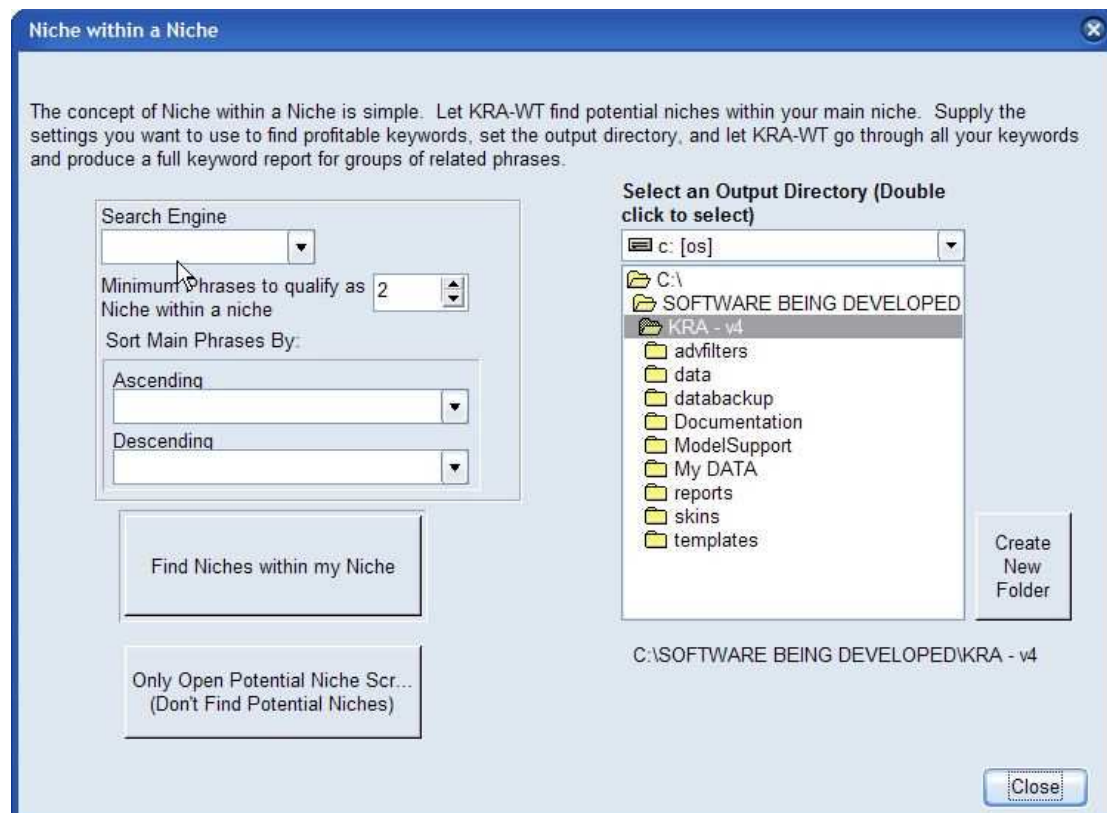 Niche within a Niche
The concept of Niche within a Niche is simple.  Let KRA-WT find potential niches within your main niche.  Supply the
settings you want to use to find profitable keywords, set the output directory, and let KRA-WT go through all your keywords
and produce a full keyword report for groups of related phrases.
Search Engine
Minimum Phrases to qualify as
Niche within a niche
2
Sort Main Phrases By:
Ascending
Descending
Find Niches within my Niche
Only Open Potential Niche Scr...
(Don't Find Potential Niches)
Select an Output Directory (Double
click to select)
c: [os]
C:\
SOFTWARE BEING DEVELOPED
KRA - v4
advfilters
data
databackup
Documentation
ModelSupport
My DATA
reports
skins
templates
Create
New
Folder
C:\SOFTWARE BEING DEVELOPED\KRA - v4
Close